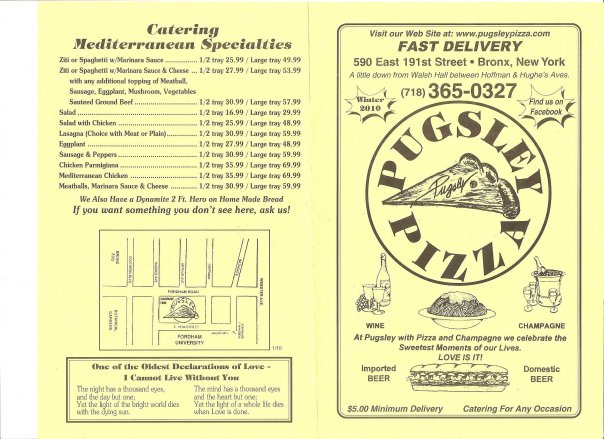 Catering
Mediterranean Specialties
Ziti or Spaghetti w/Marinara Sauce ............ 1/2 tray 25.99 / Large tray 49.99
Ziti or Spaghetti w/Marinara Sauce & Cheese ... 1/2 tray 27.99 / Large tray 53.99
with any additional topping of Meatball,
Sausage, Eggplant, Mushroom, Vegetables
Sauteed Ground Beef ............ 1/2 tray 30.99 / Large tray 57.99
Salad ............ 1/2 tray 16.99 / Large tray 29.99
Salad with Chicken ............ 1/2 tray 25.99 / Large tray 48.99
Lasagna (Choice with Meat or Plain) ............ 1/2 tray 30.99 / Large tray 59.99
Eggplant ............ 1/2 tray 27.99 / Large tray 48.99
Sausage & Peppers ............ 1/2 tray 30.99 / Large tray 59.99
Chicken Parmigiana ............ 1/2 tray 35.99 / Large tray 69.99
Mediterranean Chicken ............ 1/2 tray 35.99 / Large tray 69.99
Meatballs, Marinara Sauce & Cheese ....... 1/2 tray 30.99 / Large tray 59.99
We Also Have a Dynamite 2 Ft. Hero on Home Made Bread
If you want something you don't see here, ask us!
WEBSTER AVE.
FORDHAM ROAD
PUGSLEY
BOTANICAL
GARDENS
FORDHAM
UNIVERSITY
1/10
One of the Oldest Declarations of Love -
I Cannot Live Without You
The night has a thousand eyes,
and the day but one;
Yet the light of the bright world dies
with the dying sun.
The mind has a thousand eyes
and the heart but one;
Yet the light of a whole life dies
when Love is done.
Visit our Web Site at: www.pugsleypizza.com
FAST DELIVERY
590 East 191st Street • Bronx, New York
A little down from Walsh Hall between Hoffman & Hughe's Aves.
(718) 365-0327
Winter
2010
Find us on
Facebook
PUGSLEY
Pugsley
PIZZA
WINE
CHAMPAGNE
At Pugsley with Pizza and Champagne we celebrate the
Sweetest Moments of our Lives.
LOVE IS IT!
Imported
BEER
Domestic
BEER
$5.00 Minimum Delivery
Catering For Any Occasion